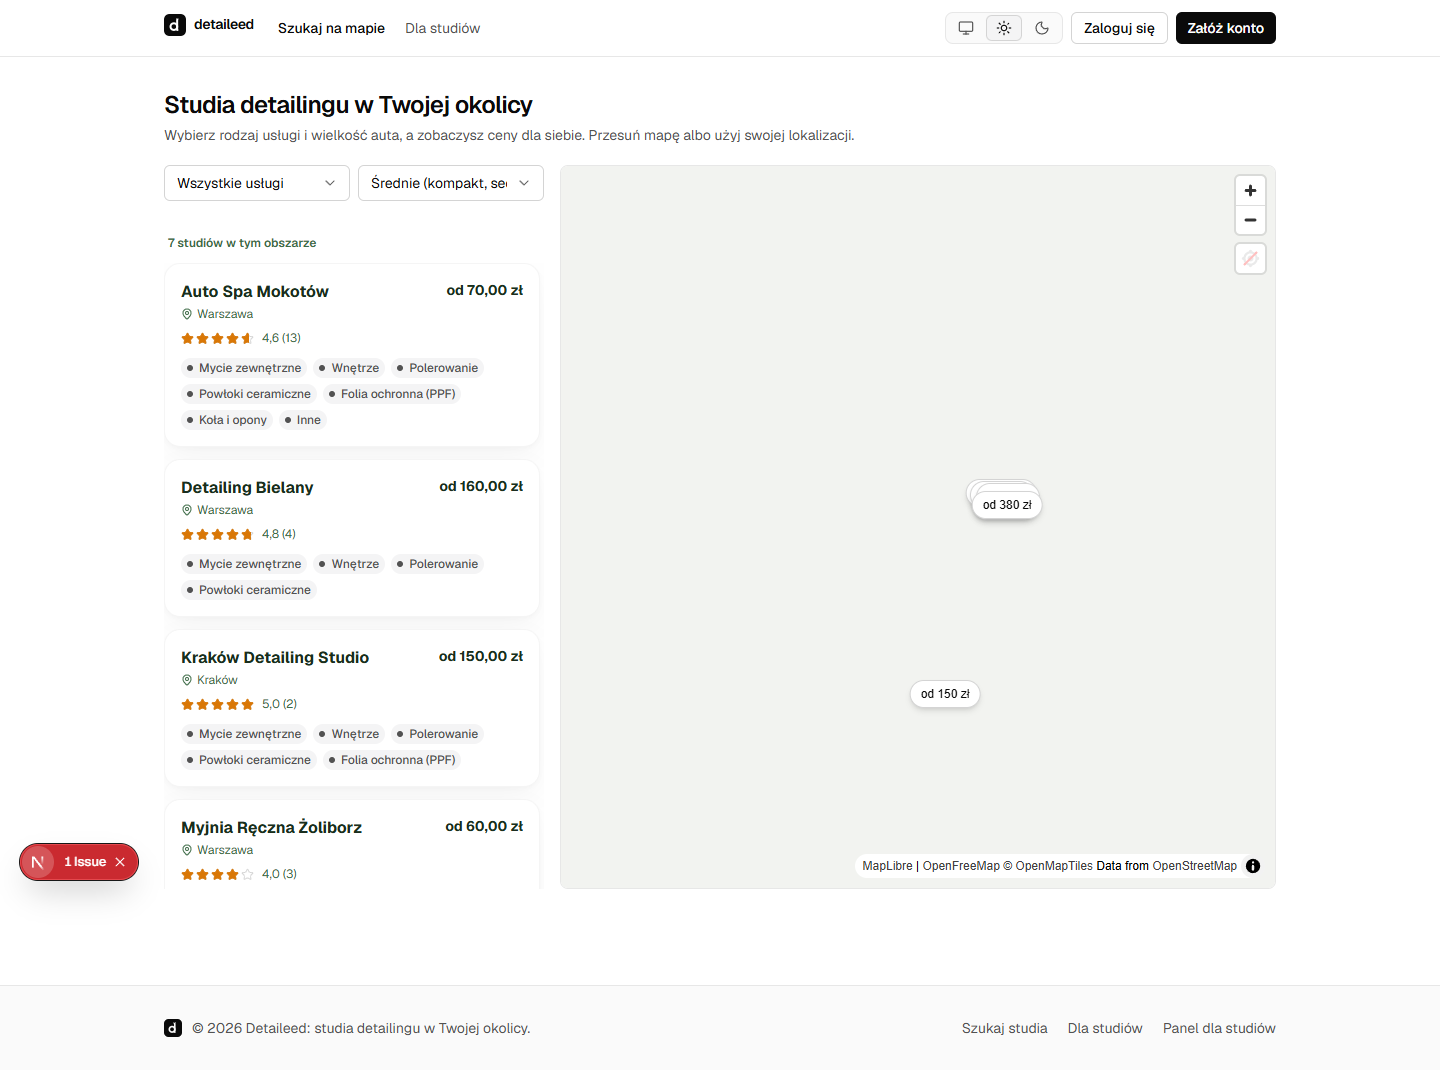 detaileed
Szukaj na mapie
Dla studiów
Zaloguj się
Załóż konto
Studia detailingu w Twojej okolicy
Wybierz rodzaj usługi i wielkość auta, a zobaczysz ceny dla siebie. Przesuń mapę albo użyj swojej lokalizacji.
Wszystkie usługi
Średnie (kompakt, se
7 studiów w tym obszarze
Auto Spa Mokotów
od 70,00 zł
Warszawa
4,6 (13)
Mycie zewnętrzne
Wnętrze
Polerowanie
Powłoki ceramiczne
Folia ochronna (PPF)
Koła i opony
Inne
Detailing Bielany
od 160,00 zł
Warszawa
4,8 (4)
Mycie zewnętrzne
Wnętrze
Polerowanie
Powłoki ceramiczne
Kraków Detailing Studio
od 150,00 zł
Kraków
5,0 (2)
Mycie zewnętrzne
Wnętrze
Polerowanie
Powłoki ceramiczne
Folia ochronna (PPF)
Myjnia Ręczna Żoliborz
od 60,00 zł
Warszawa
4,0 (3)
od 380 zł
od 150 zł
MapLibre | OpenFreeMap © OpenMapTiles Data from OpenStreetMap
1 Issue
© 2026 Detaileed: studia detailingu w Twojej okolicy.
Szukaj studia
Dla studiów
Panel dla studiów